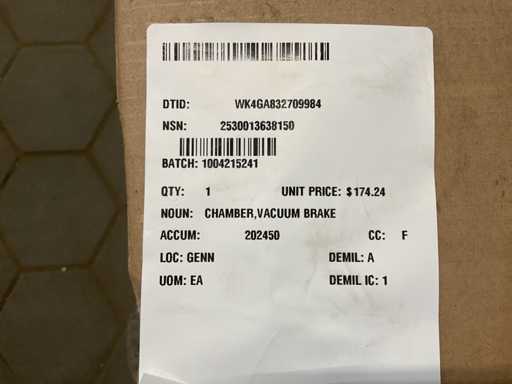 DTID: WK4GA832709984
NSN: 2530013638150
BATCH: 1004215241
QTY: 1 UNIT PRICE: $174.24
NOUN: CHAMBER,VACUUM BRAKE
ACCUM: 202450 CC: F
LOC: GENN DEMIL: A
UOM: EA DEMIL IC: 1